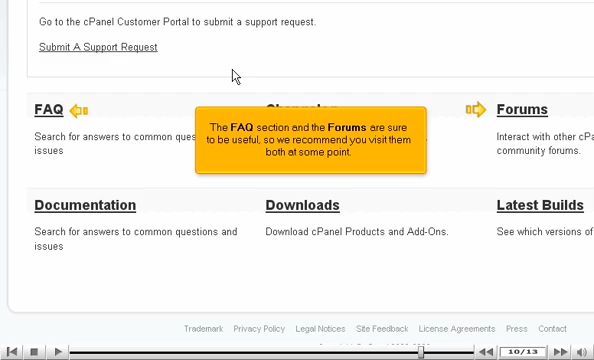 Go to the cPanel Customer Portal to submit a support request.
Submit A Support Request
FAQ
Forums
Search for answers to common
issues
The FAQ section and the Forums are sure
to be useful, so we recommend you visit them
both at some point.
Interact with other
community forums.
Documentation
Downloads
Latest Builds
Search for answers to common questions and
issues
Download cPanel Products and Add-Ons.
See which versions of
Trademark Privacy Policy Legal Notices Site Feedback License Agreements Press Contact
10/13